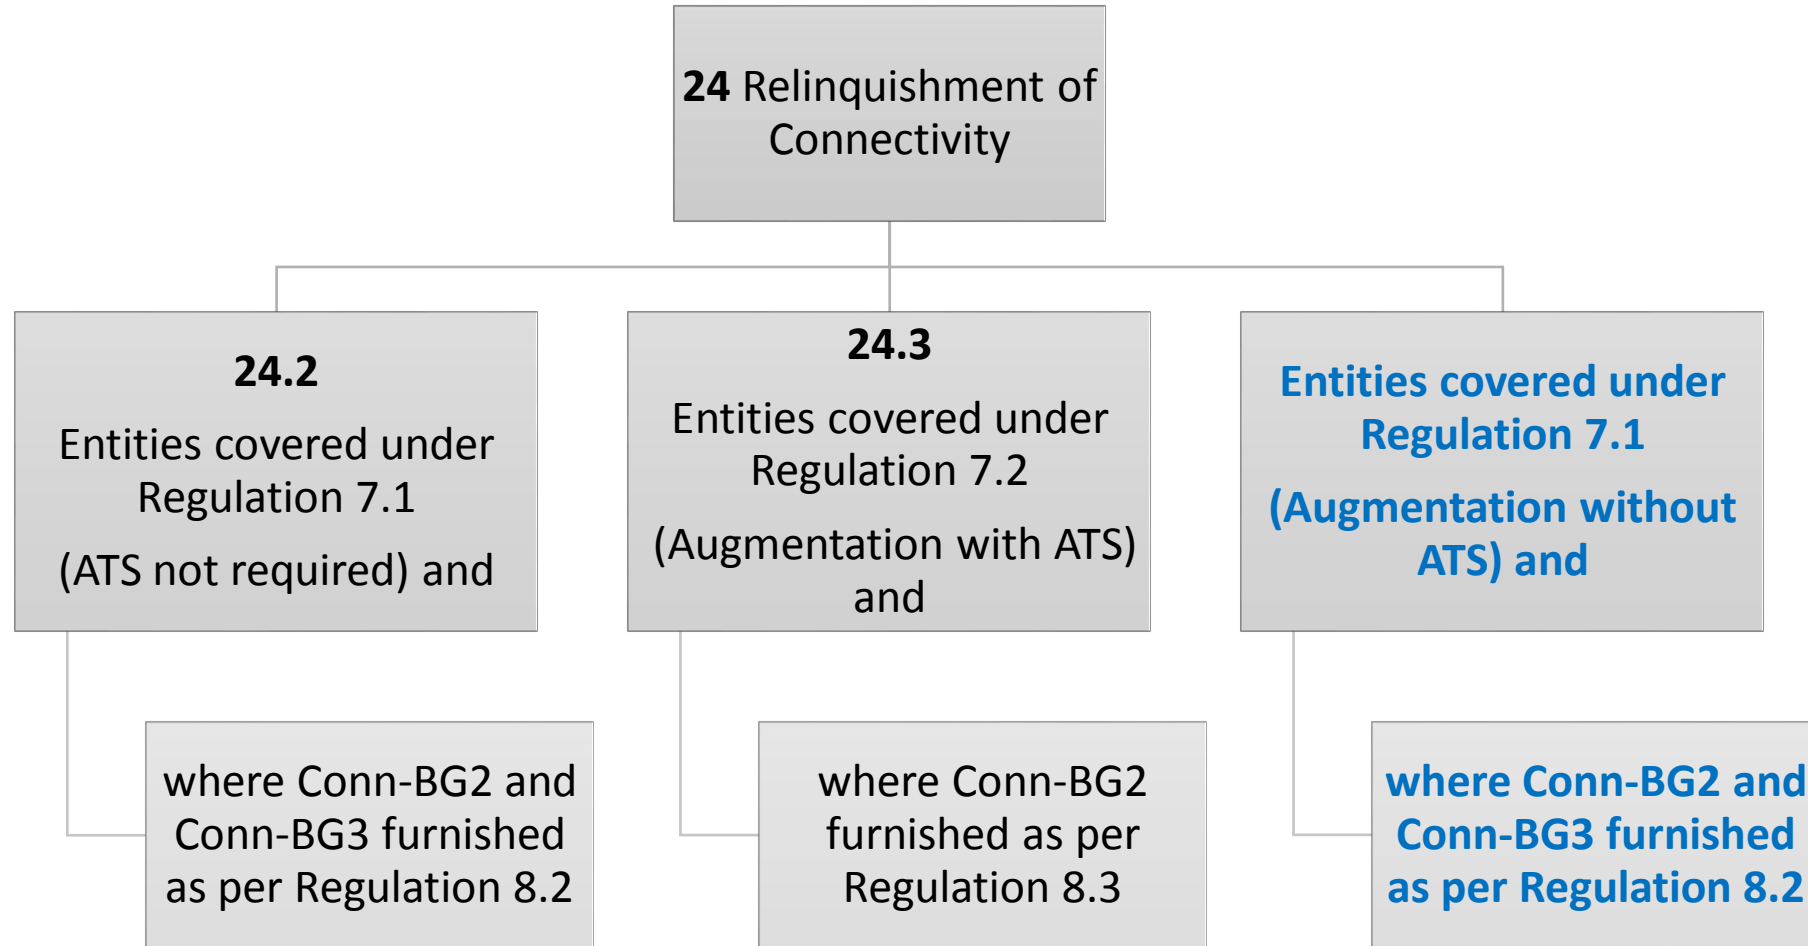 24 Relinquishment of
Connectivity
24.2
Entities covered under
Regulation 7.1
(ATS not required) and
where Conn-BG2 and
Conn-BG3 furnished
as per Regulation 8.2
24.3
Entities covered under
Regulation 7.2
(Augmentation with ATS)
and
where Conn-BG2
furnished as per
Regulation 8.3
Entities covered under
Regulation 7.1
(Augmentation without
ATS) and
where Conn-BG2 and
Conn-BG3 furnished
as per Regulation 8.2